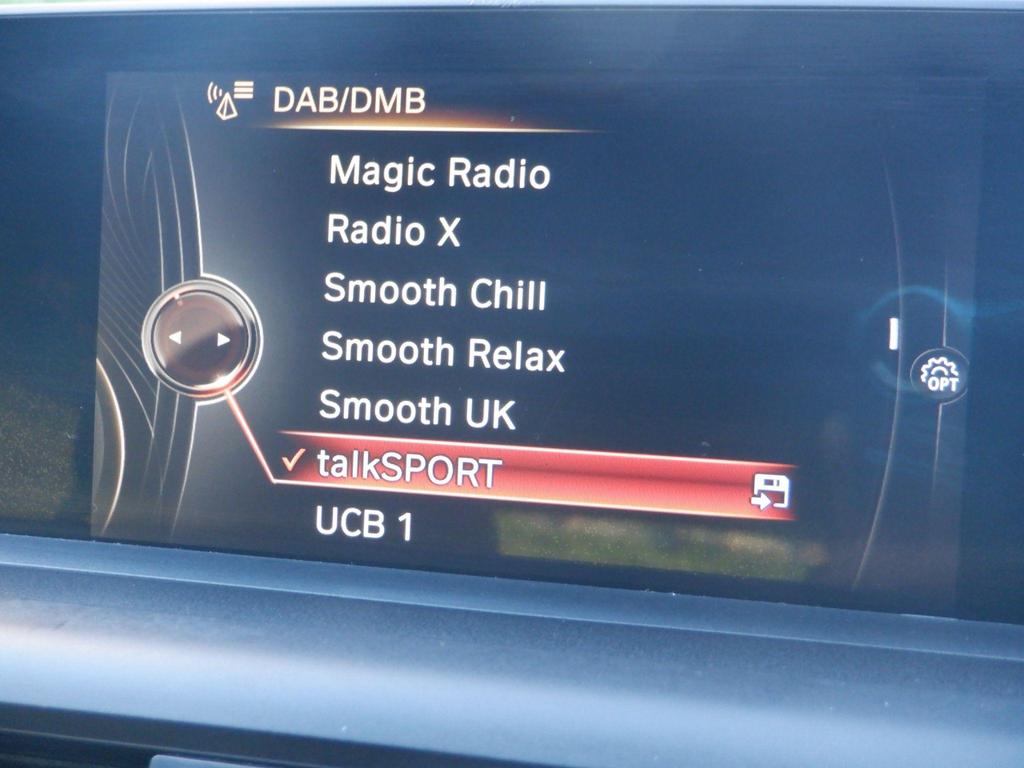 DAB/DMB
Magic Radio
Radio X
Smooth Chill
Smooth Relax
Smooth UK
talkSPORT
UCB 1
OPT